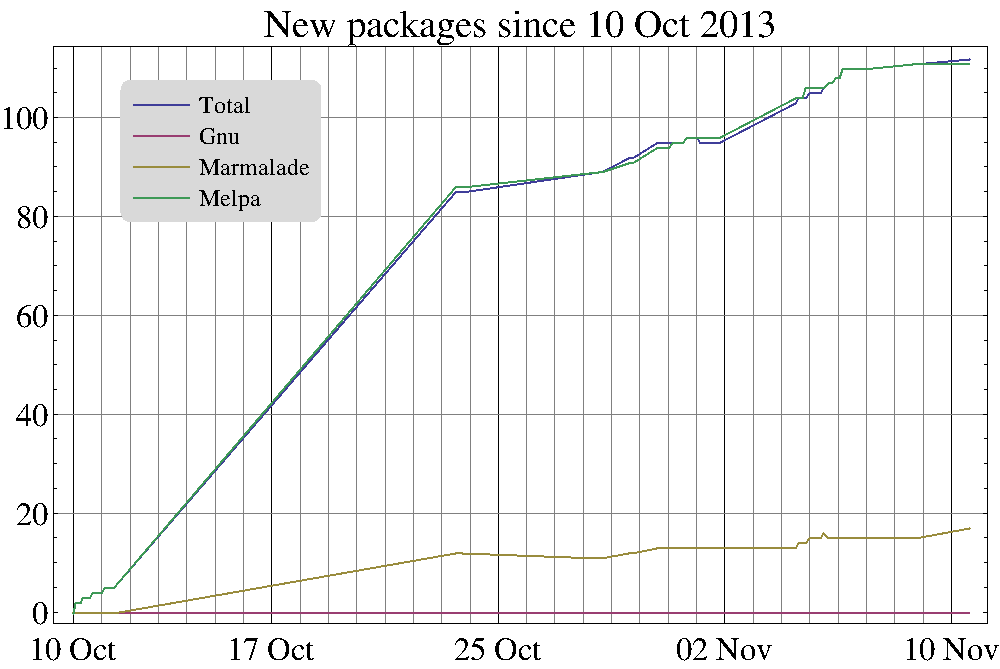 New packages since 10 Oct 2013
Total
Gnu
Marmalade
Melpa
100
80
60
40
20
0
10 Oct 17 Oct 25 Oct 02 Nov 10 Nov